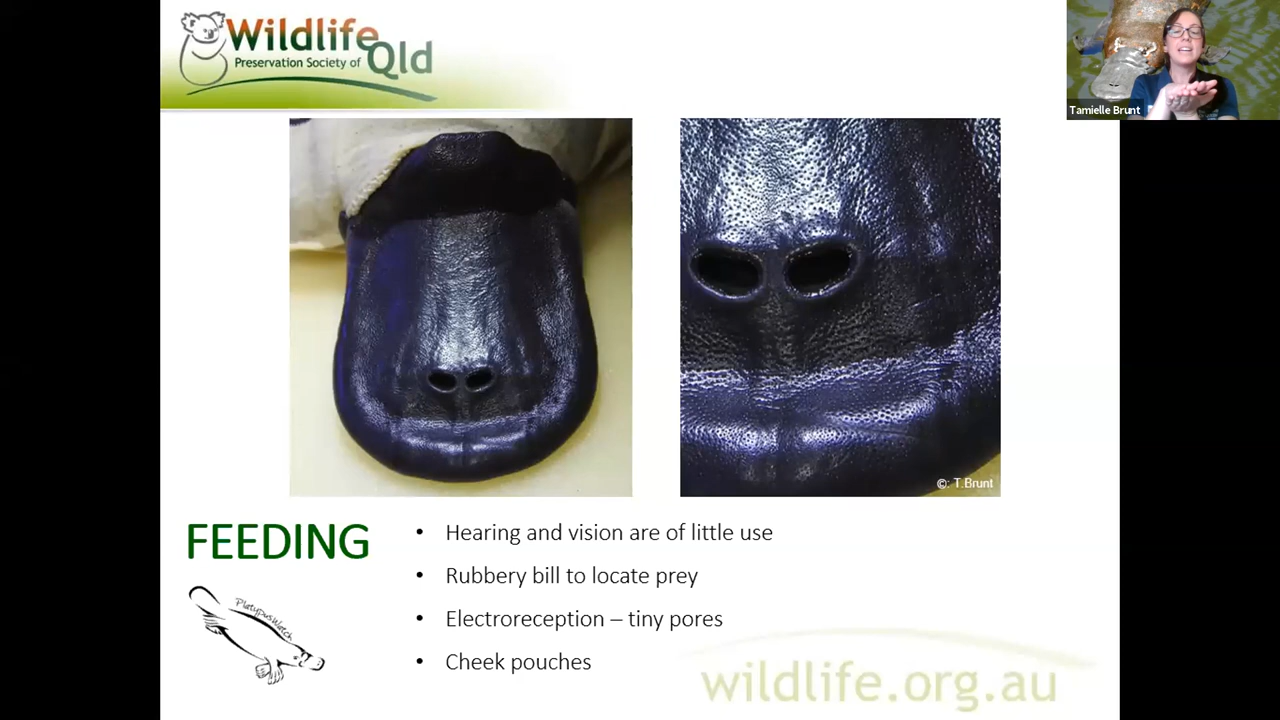 Wildlife
Preservation Society of Qld
Tamielle Brunt
©: T.Brunt
FEEDING
• Hearing and vision are of little use
• Rubbery bill to locate prey
• Electroreception – tiny pores
• Cheek pouches
PlatypusWatch
wildlife.org.au